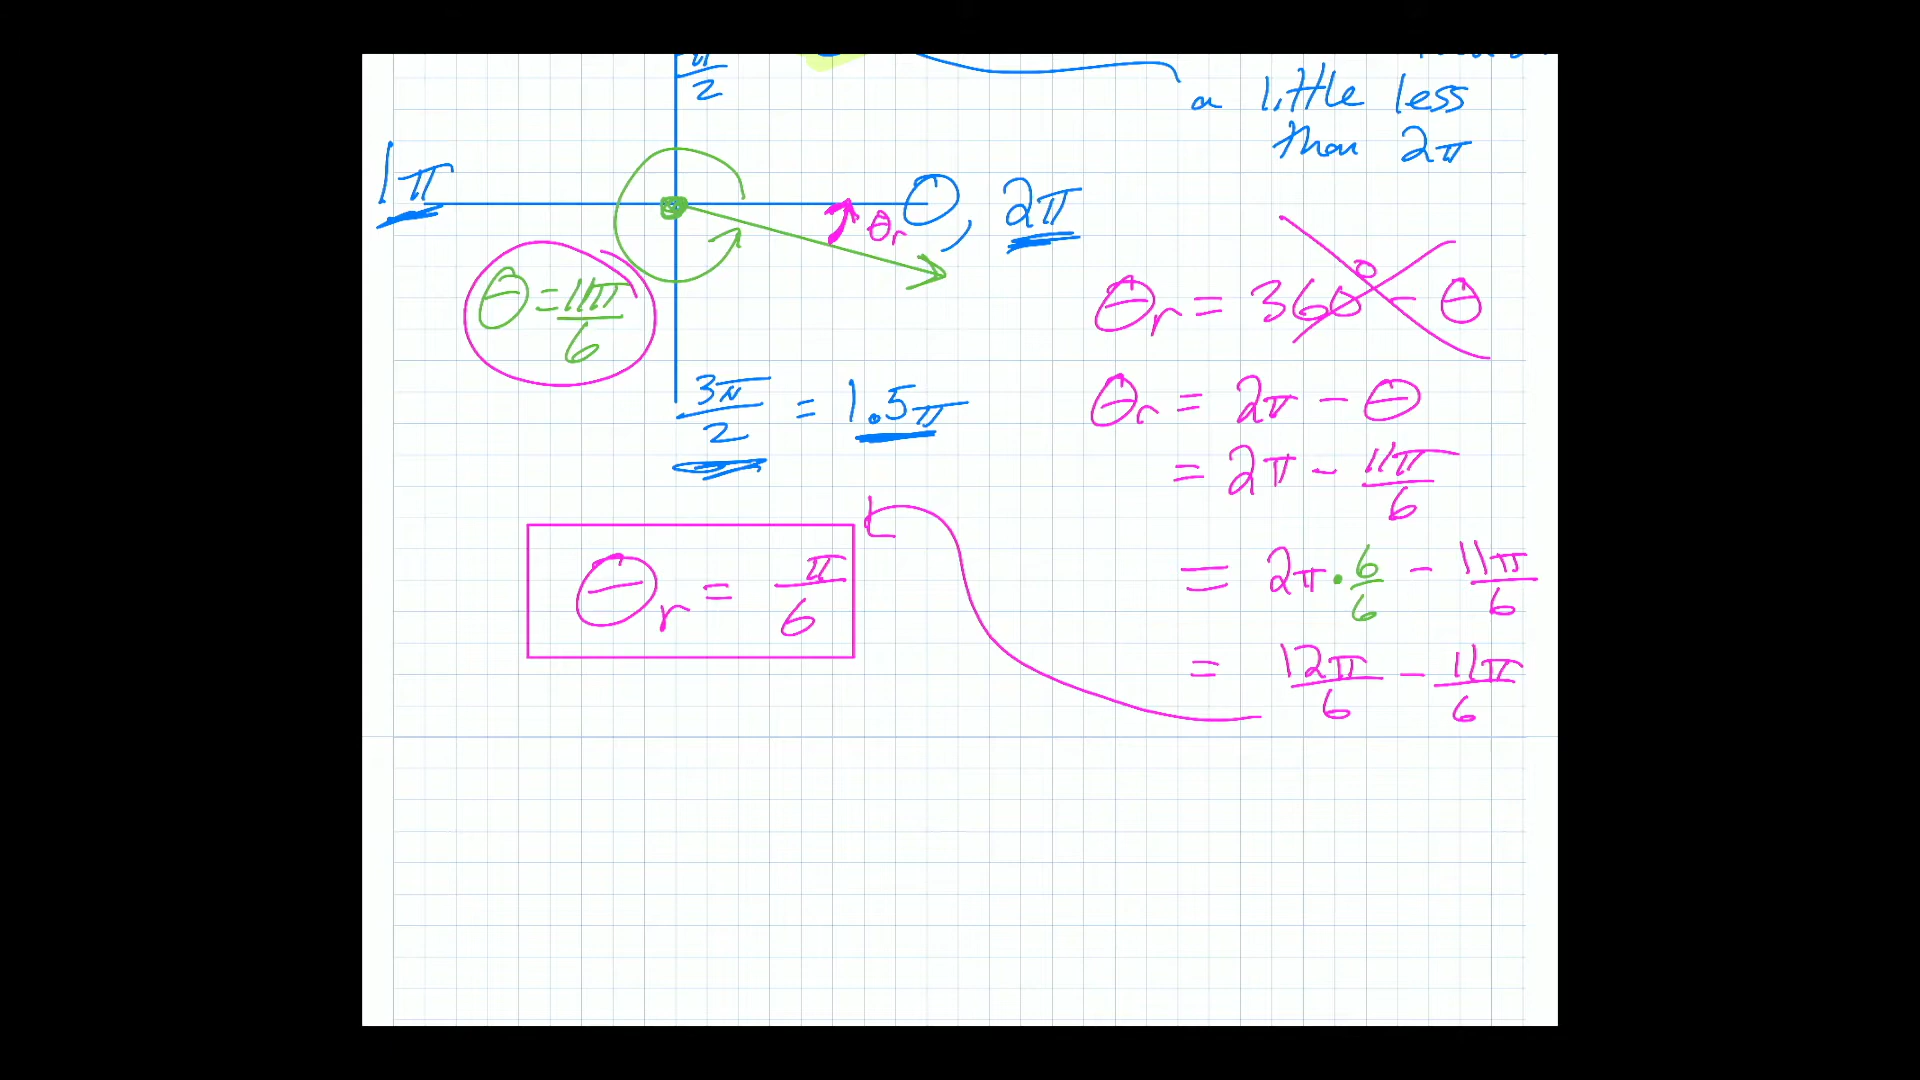 π/2
a little less
than 2π
1π
0, 2π
θr
θ = 11π/6
θr = 360° - θ
3π/2 = 1.5π
θr = 2π - θ
= 2π - 11π/6
θr = π/6
= 2π · 6/6 - 11π/6
= 12π/6 - 11π/6